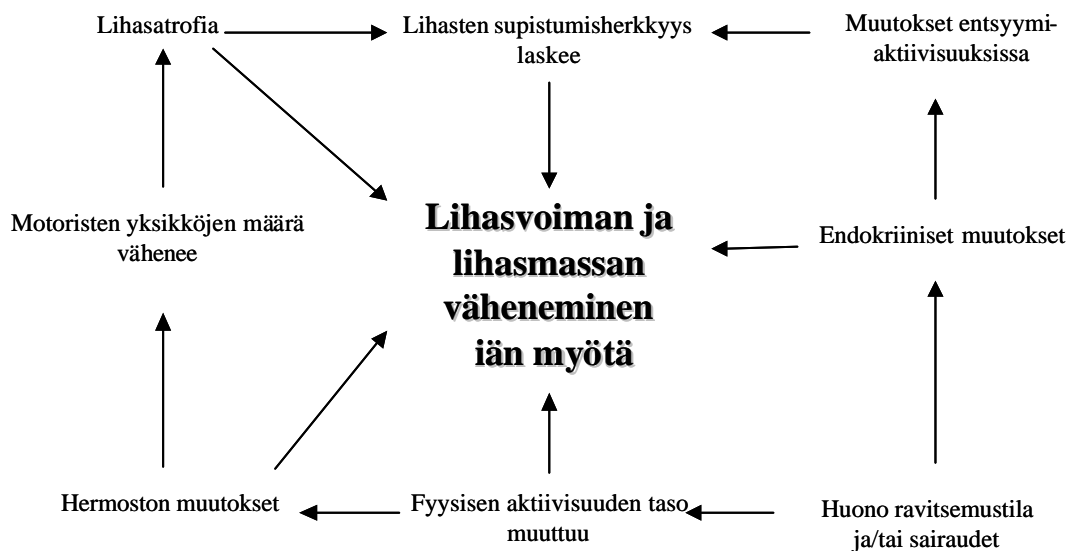 Lihasatrofia
Lihasten supistumisherkkyys
laskee
Muutokset entsyymi-
aktiivisuuksissa
Motoristen yksikköjen määrä
vähenee
Lihasvoiman ja
lihasmassan
väheneminen
iän myötä
Endokriiniset muutokset
Hermoston muutokset
Fyysisen aktiivisuuden taso
muuttuu
Huono ravitsemustila
ja/tai sairaudet